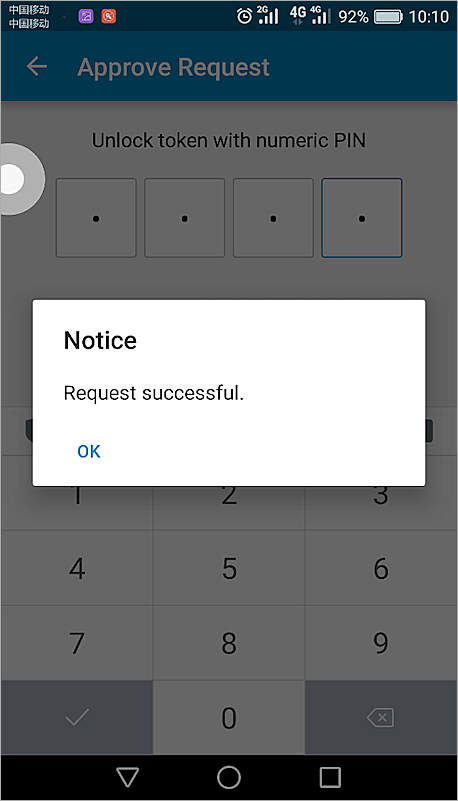 中国移动
中国移动
2G 4G 4G 92% 10:10
Approve Request
Unlock token with numeric PIN
Notice
Request successful.
OK
1 2 3
4 5 6
7 8 9
0